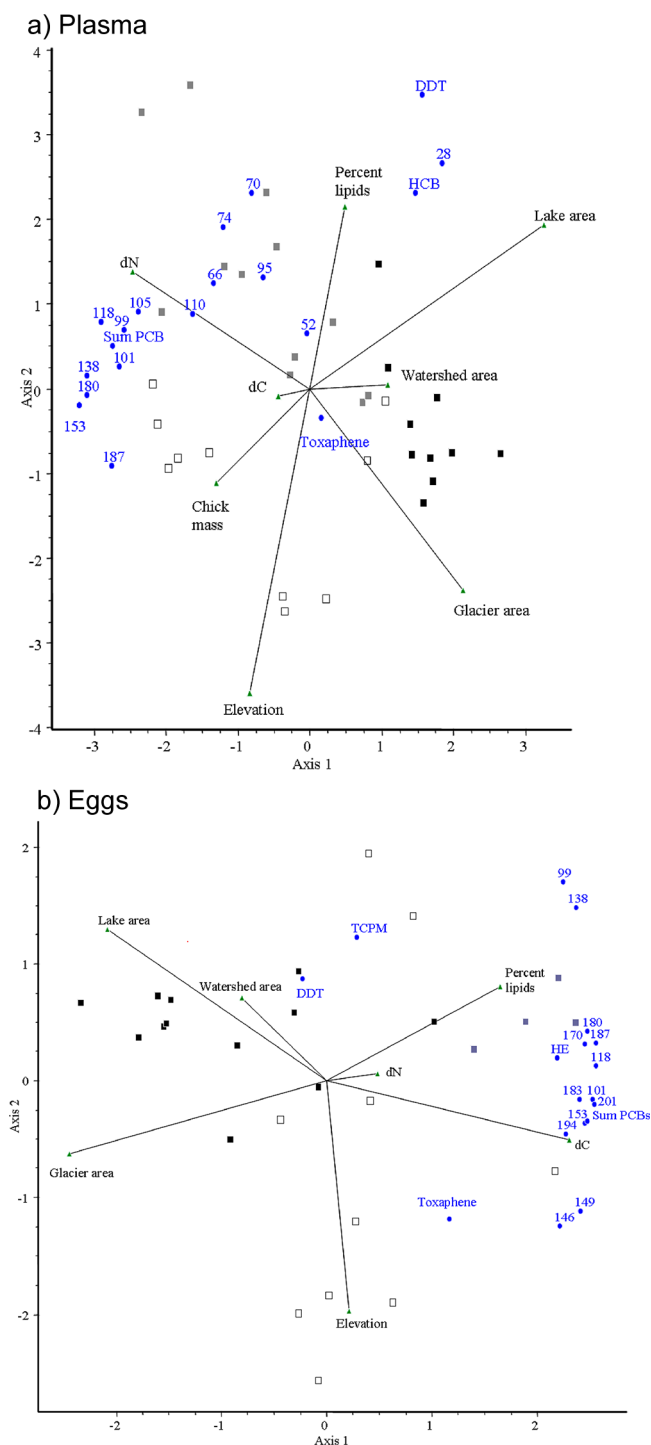 a) Plasma
4
DDT
3
28
Percent
lipids
HCB
70
2
74
Lake area
dN
66
95
1
118
105
110
99
52
Sum PCB
138
101
Watershed area
180
dC
0
Axis 2
153
Toxaphene
187
-1
Chick
mass
-2
Glacier area
-3
Elevation
-4
-3
-2
-1
0
1
2
3
Axis 1
b) Eggs
2
99
138
Lake area
TCPM
Percent
lipids
1
Watershed area
DDT
180
170
187
HE
118
dN
0
183
101
201
153
Sum PCBs
194
dC
Axis 2
Glacier area
-1
Toxaphene
149
146
-2
Elevation
-2
-1
0
1
2
Axis 1